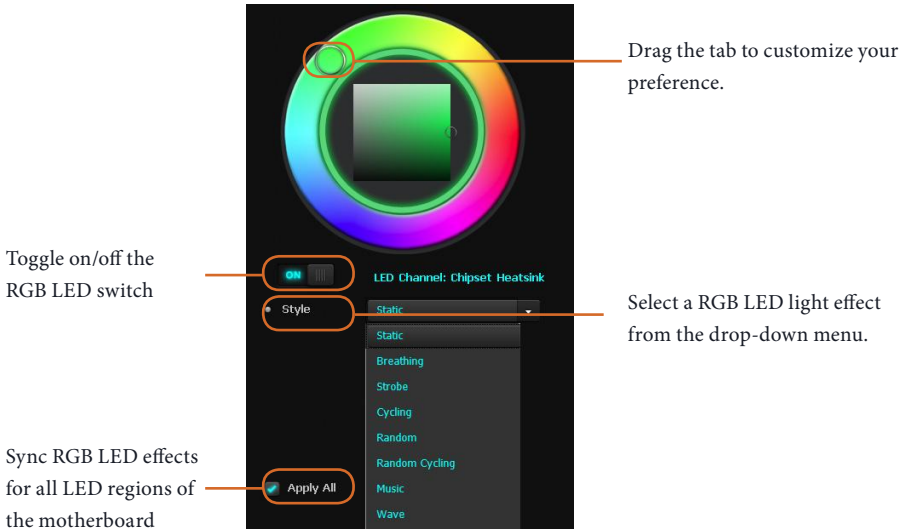 Drag the tab to customize your
preference.
Toggle on/off the
RGB LED switch
ON
LED Channel: Chipset Heatsink
Style
Static
Select a RGB LED light effect
from the drop-down menu.
Static
Breathing
Strobe
Cycling
Random
Random Cycling
Music
Wave
Sync RGB LED effects
for all LED regions of
the motherboard
Apply All